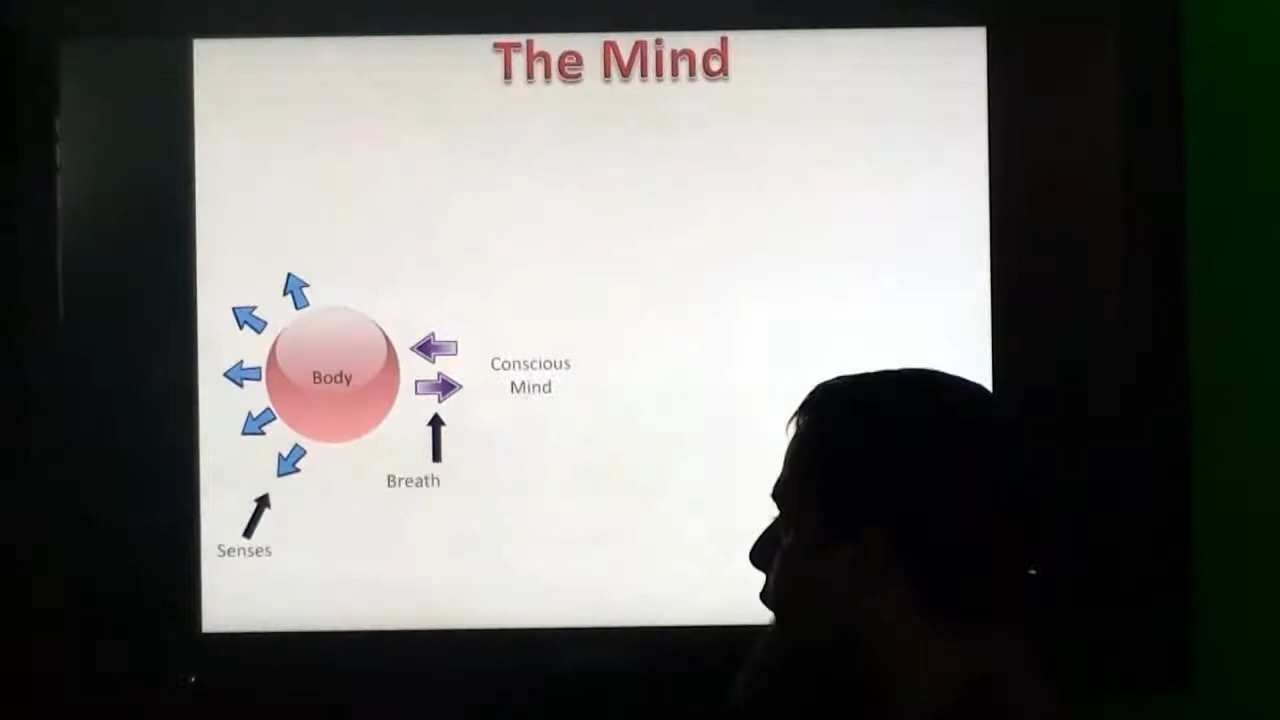 The Mind
Body
Conscious
Mind
Breath
Senses